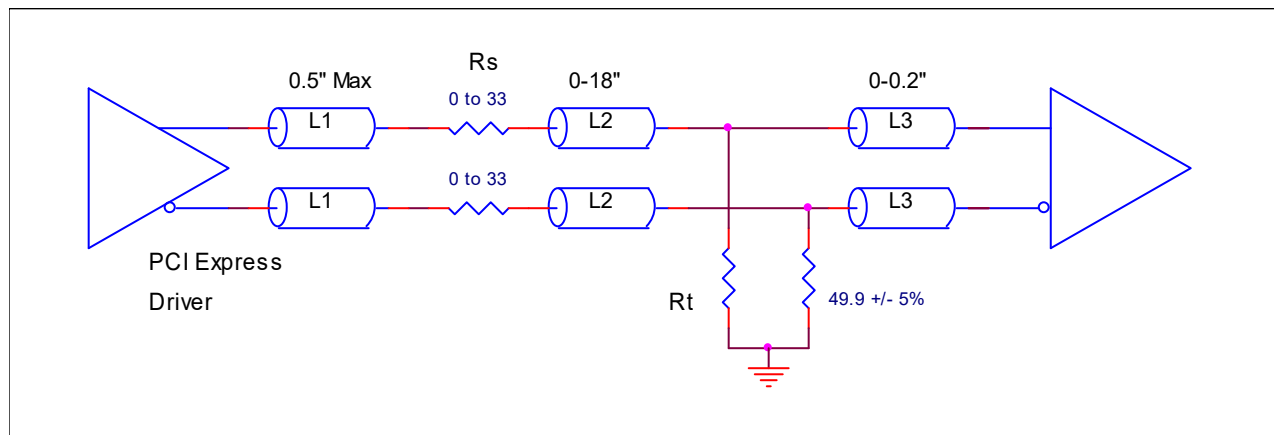 Rs
0.5" Max
0-18"
0-0.2"
0 to 33
L1
L2
L3
0 to 33
L1
L2
L3
PCI Express
Driver
Rt
49.9 +/- 5%